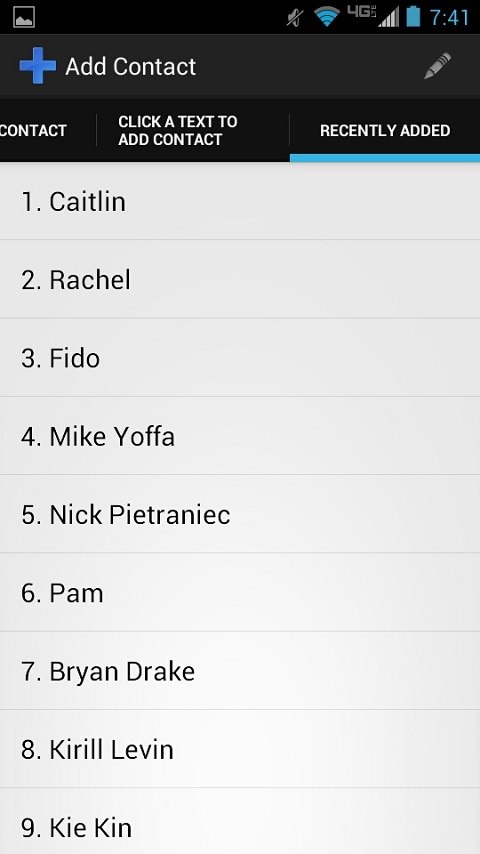 4G LTE 7:41
Add Contact
CONTACT
CLICK A TEXT TO
ADD CONTACT
RECENTLY ADDED
1. Caitlin
2. Rachel
3. Fido
4. Mike Yoffa
5. Nick Pietraniec
6. Pam
7. Bryan Drake
8. Kirill Levin
9. Kie Kin